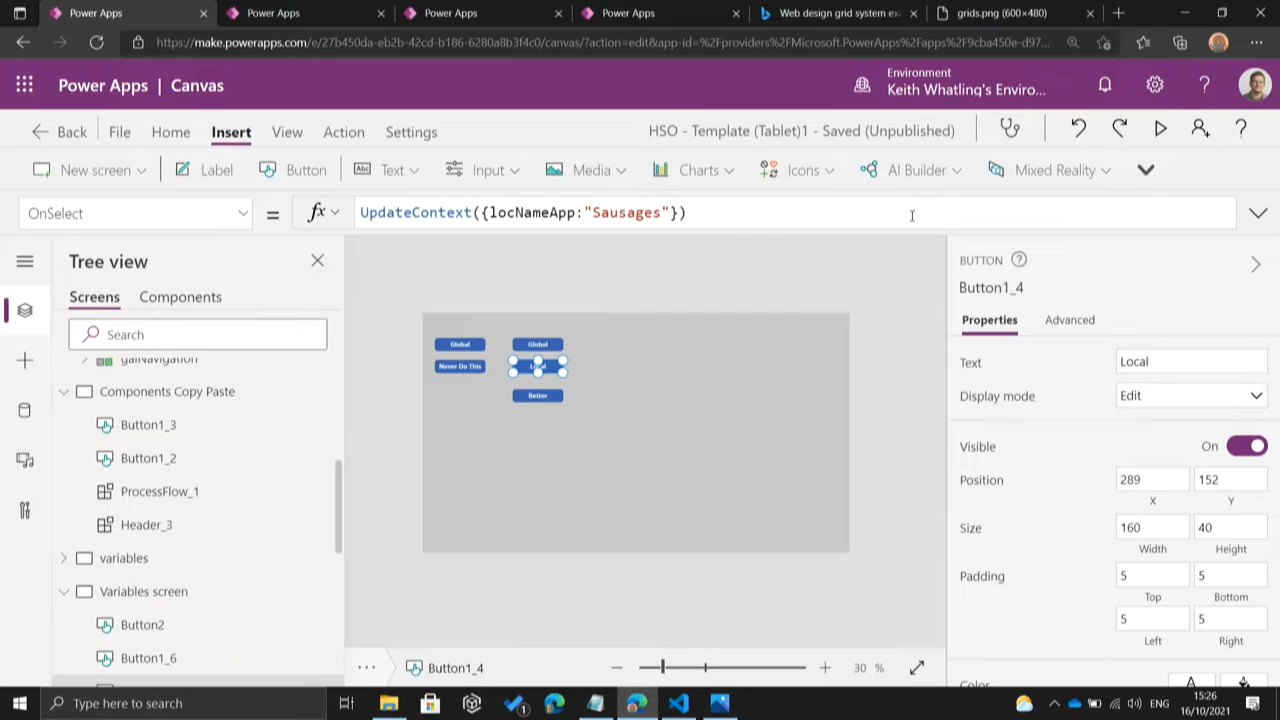 Power Apps
Power Apps
Power Apps
Power Apps
Web design grid system ex
grids.png (600×480)
https://make.powerapps.com/e/27b450da-eb2b-42cd-b186-6280a8b3f4c0/canvas/?action=edit&app-id=%2Fproviders%2FMicrosoft.PowerApps%2Fapps%2F9cba450e-d97...
Power Apps | Canvas
Environment
Keith Whatling's Enviro...
Back
File
Home
Insert
View
Action
Settings
HSO - Template (Tablet)1 - Saved (Unpublished)
New screen
Label
Button
Text
Input
Media
Charts
Icons
AI Builder
Mixed Reality
OnSelect
=
fx
UpdateContext({locNameApp:"Sausages"})
Tree view
Screens
Components
Search
galNavigation
Components Copy Paste
Button1_3
Button1_2
ProcessFlow_1
Header_3
variables
Variables screen
Button2
Button1_6
Global
Global
Never Do This
Better
Button1_4
30 %
BUTTON
Button1_4
Properties
Advanced
Text
Local
Display mode
Edit
Visible
On
Position
289
152
X
Y
Size
160
40
Width
Height
Padding
5
5
Top
Bottom
5
5
Left
Right
Color
Type here to search
1
ENG
15:26
16/10/2021